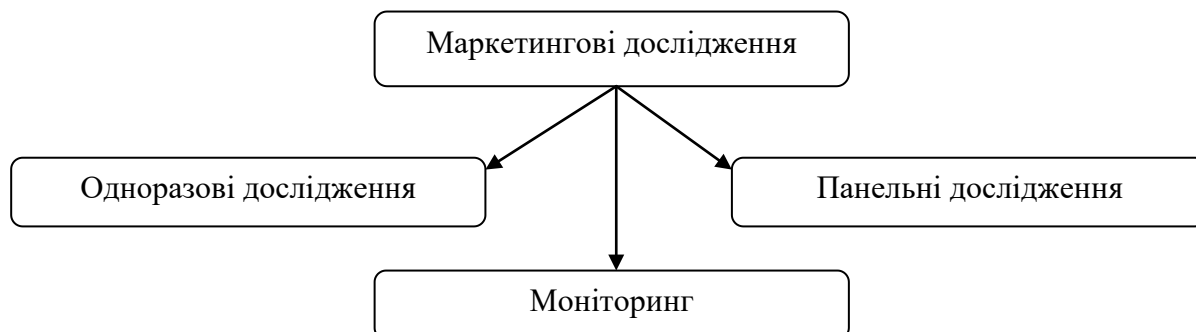 Маркетингові дослідження
Одноразові дослідження
Панельні дослідження
Моніторинг